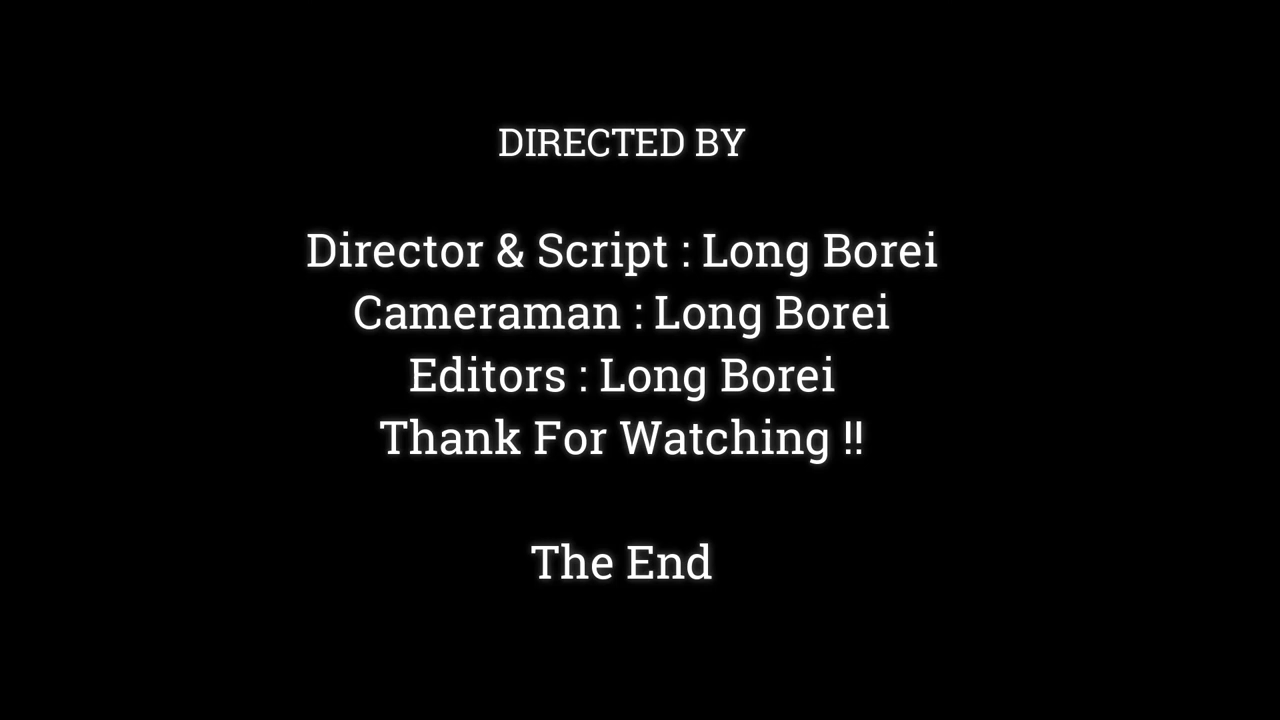 DIRECTED BY
Director & Script : Long Borei
Cameraman : Long Borei
Editors : Long Borei
Thank For Watching !!
The End